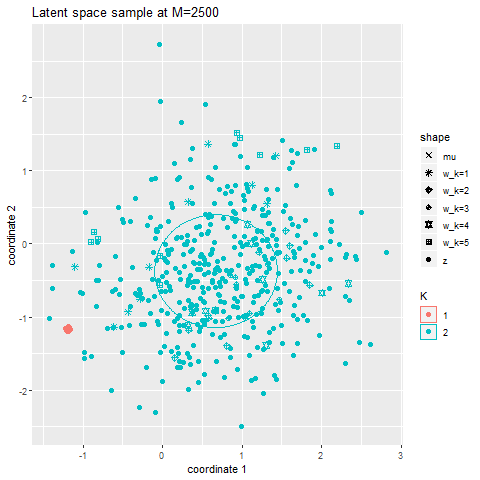 Latent space sample at M=2500
coordinate 2
2
1
0
-1
-2
-1
0
1
2
3
coordinate 1
shape
mu
w_k=1
w_k=2
w_k=3
w_k=4
w_k=5
z
K
1
2